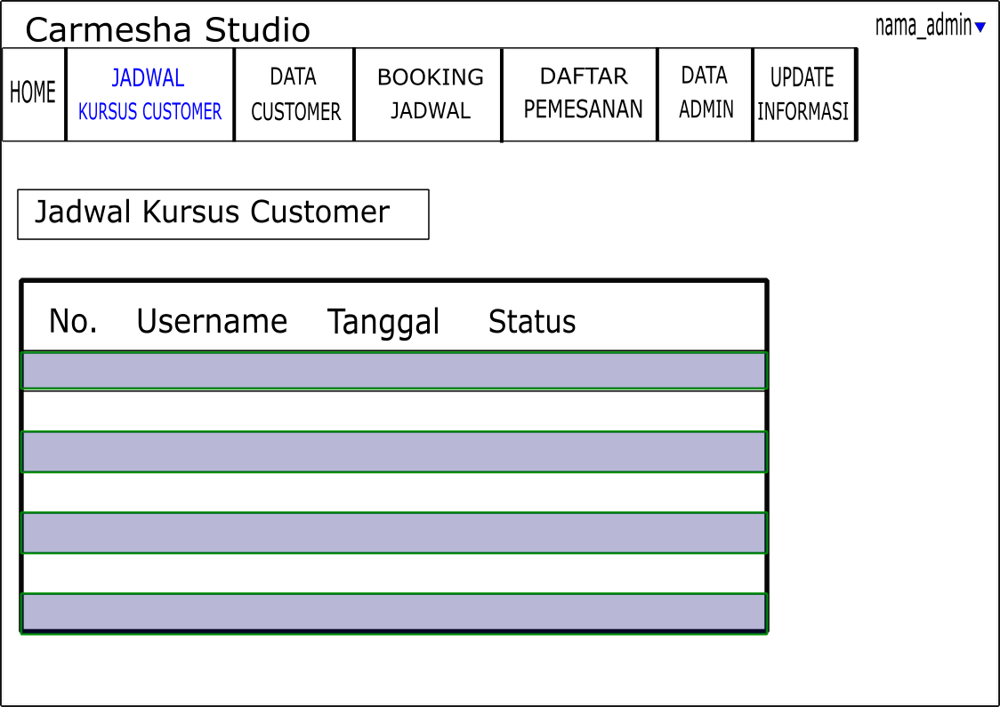 Carmesha Studio
nama_admin
HOME
JADWAL
KURSUS CUSTOMER
DATA
CUSTOMER
BOOKING
JADWAL
DAFTAR
PEMESANAN
DATA
ADMIN
UPDATE
INFORMASI
Jadwal Kursus Customer
No. Username Tanggal Status